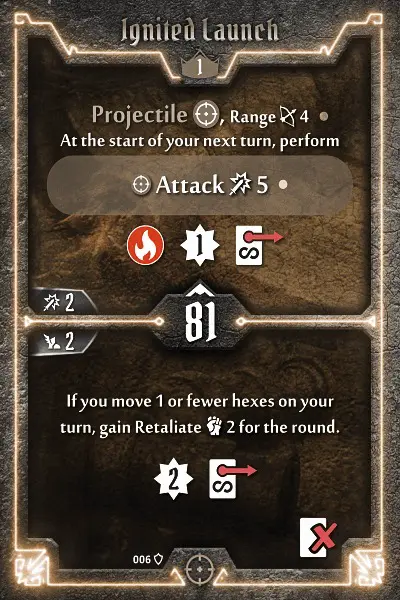 Ignited Launch
1
Projectile , Range 4
At the start of your next turn, perform
Attack 5
1
S
2
81
2
If you move 1 or fewer hexes on your
turn, gain Retaliate 2 for the round.
2
S
006